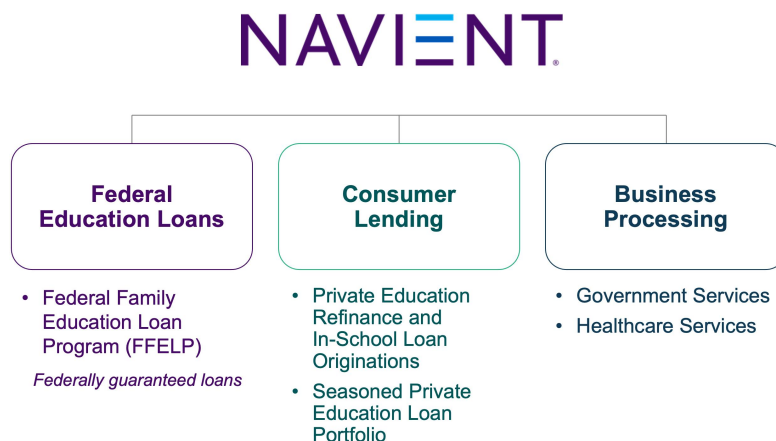 NAVIENT®
Federal
Education Loans
• Federal Family
Education Loan
Program (FFELP)
Federally guaranteed loans
Consumer
Lending
• Private Education
Refinance and
In-School Loan
Originations
• Seasoned Private
Education Loan
Portfolio
Business
Processing
• Government Services
• Healthcare Services